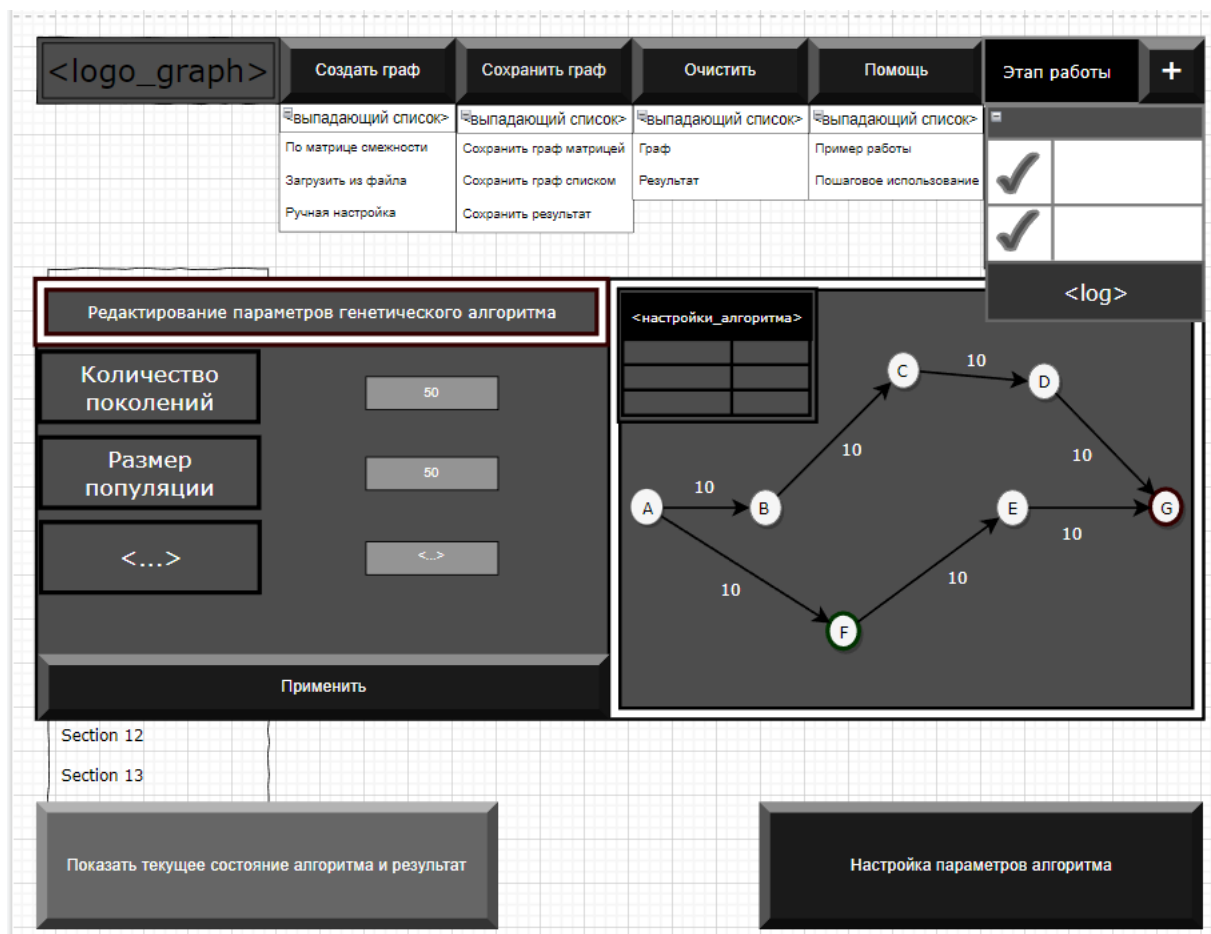 <logo_graph>
Создать граф
Сохранить граф
Очистить
Помощь
Этап работы
+
выпадающий список>
выпадающий список>
выпадающий список>
выпадающий список>
По матрице смежности
Сохранить граф матрицей
Граф
Пример работы
Загрузить из файла
Сохранить граф списком
Результат
Пошаговое использование
Ручная настройка
Сохранить результат
<log>
Редактирование параметров генетического алгоритма
Количество
поколений
50
Размер
популяции
50
<...>
<...>
Применить
<настройки_алгоритма>
C
10
D
10
10
10
A
B
E
G
10
10
10
F
Section 12
Section 13
Показать текущее состояние алгоритма и результат
Настройка параметров алгоритма